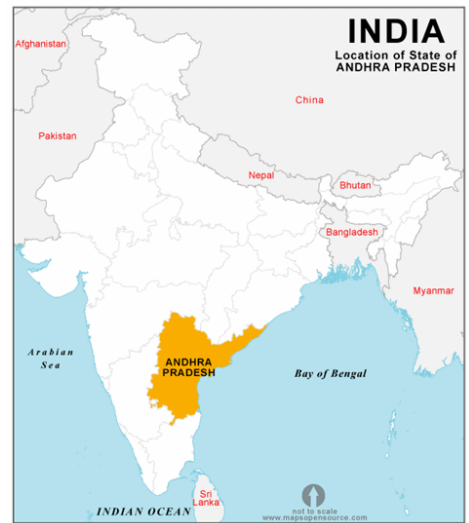 INDIA
Location of State of
ANDHRA PRADESH
Afghanistan
China
Pakistan
Nepal
Bhutan
Bangladesh
Myanmar
Arabian
Sea
ANDHRA
PRADESH
Bay of Bengal
Sri
Lanka
INDIAN OCEAN
not to scale
www.mapsopensource.com